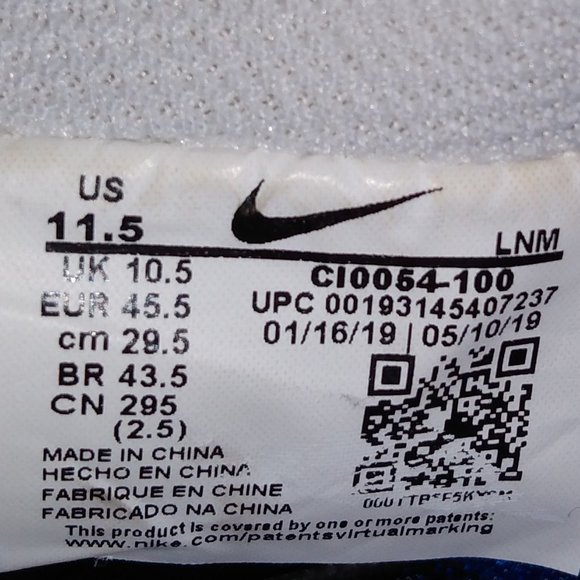 US
11.5
LNM
UK 10.5
EUR 45.5
cm 29.5
BR 43.5
CN 295
(2.5)
CI0054-100
UPC 00193145407237
01/16/19 | 05/10/19
MADE IN CHINA
HECHO EN CHINA
FABRIQUE EN CHINE
FABRICADO NA CHINA
This product is covered by one or more patents:
www.nike.com/patentsvirtualmarking